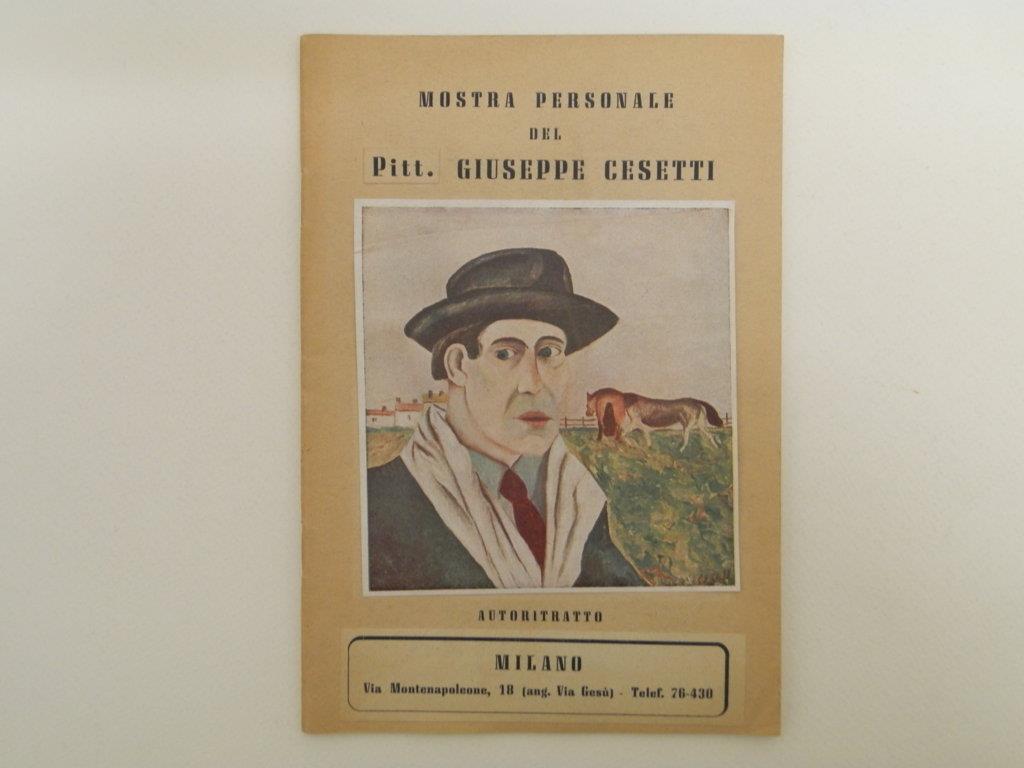 MOSTRA PERSONALE
DEL
Pitt. GIUSEPPE CESETTI
AUTORITRATTO
MILANO
Via Montenapoleone, 18 (ang. Via Gesù) - Telef. 76-430